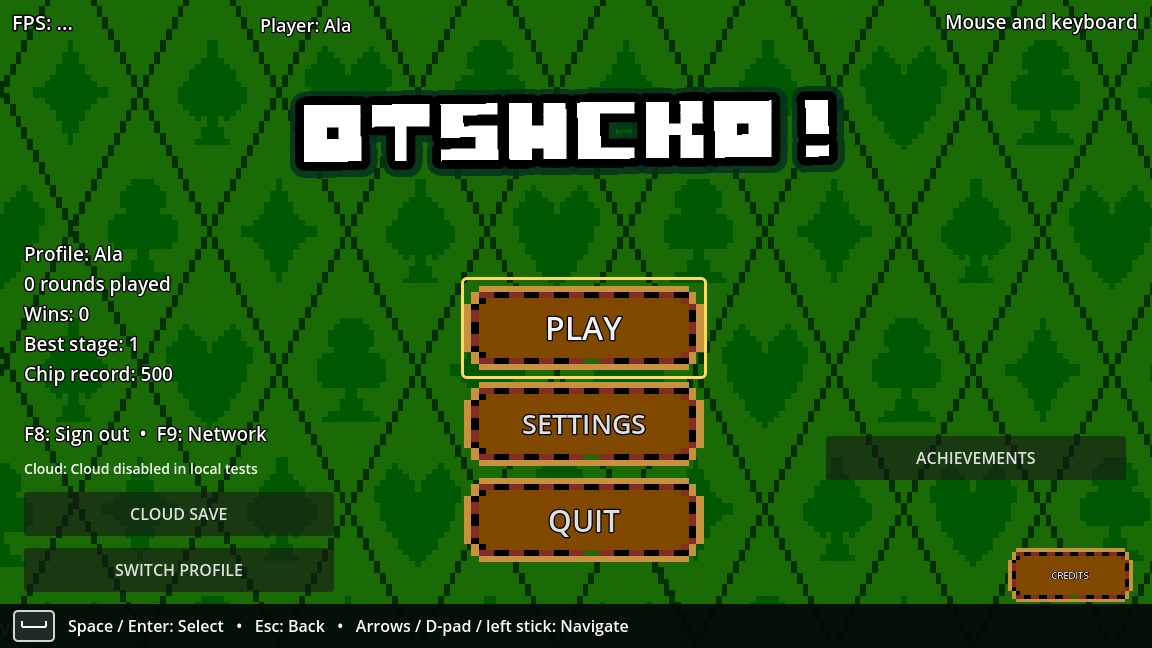 FPS: ...
Player: Ala
Mouse and keyboard
OTSHCKO !
Profile: Ala
0 rounds played
Wins: 0
Best stage: 1
Chip record: 500
F8: Sign out • F9: Network
Cloud: Cloud disabled in local tests
CLOUD SAVE
SWITCH PROFILE
PLAY
SETTINGS
QUIT
ACHIEVEMENTS
CREDITS
Space / Enter: Select • Esc: Back • Arrows / D-pad / left stick: Navigate